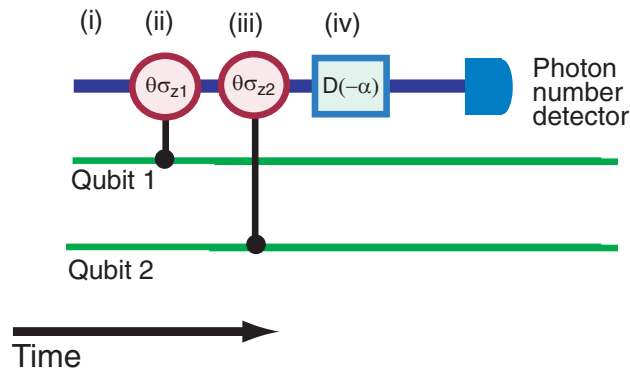 (i) (ii) (iii) (iv)
θσz1 θσz2 D(−α)
Photon
number
detector
Qubit 1
Qubit 2
Time